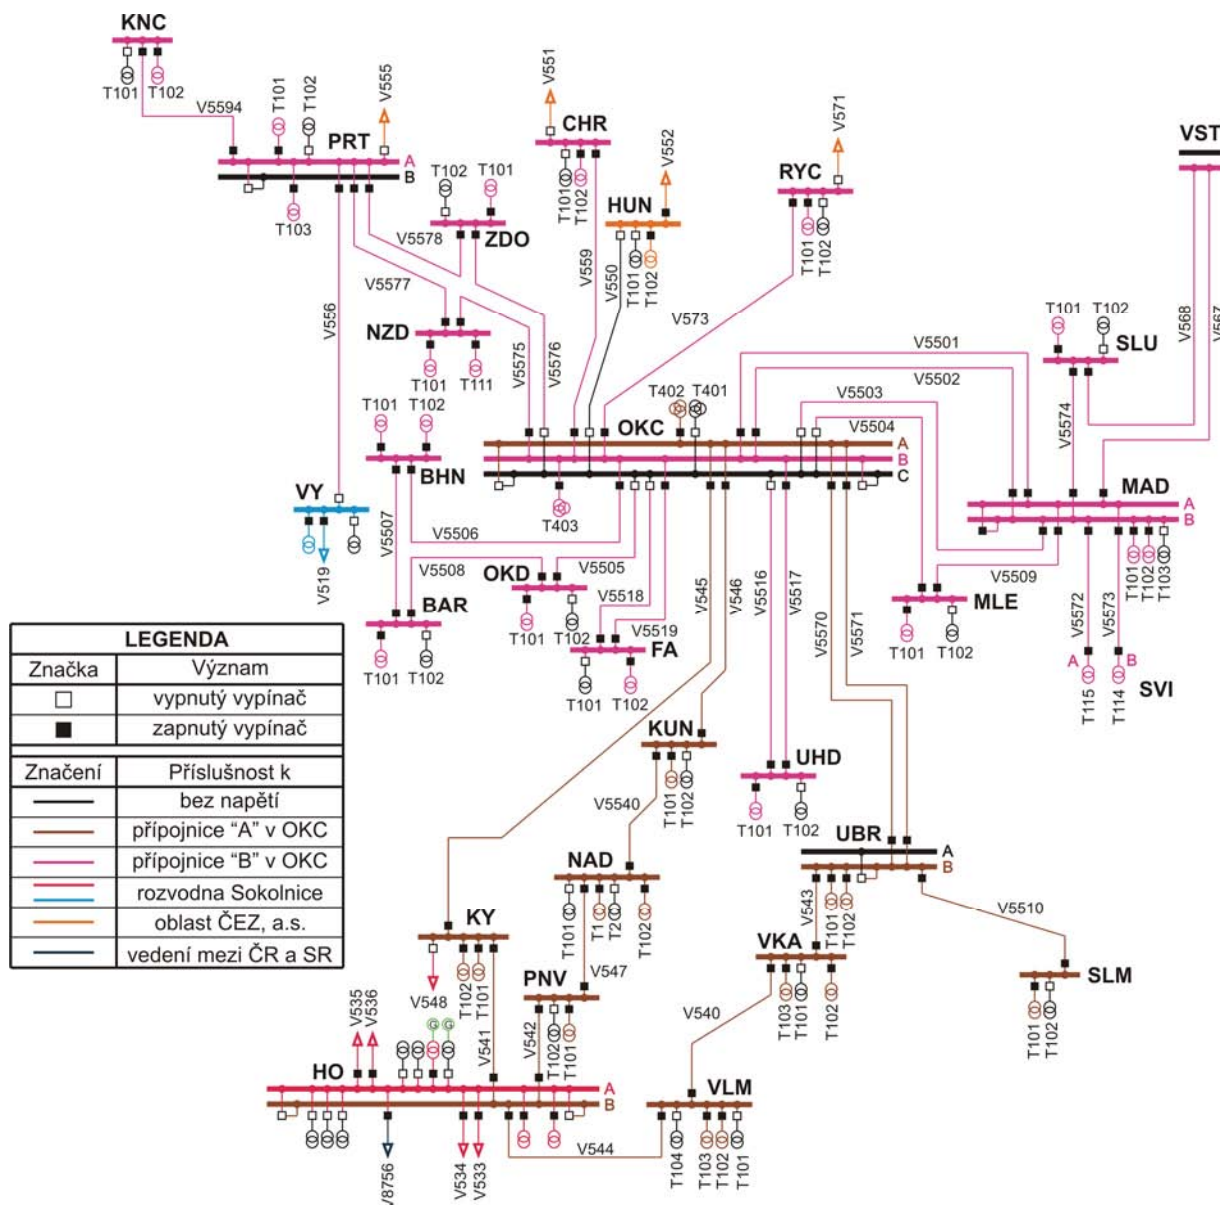 KNC
T101
T102
V5594
T101
T102
V555
PRT
A
B
T103
V551
CHR
T101
T102
V552
HUN
T101
T102
V571
RYC
T101
T102
VST
T102
T101
V5578
ZDO
V5577
V556
NZD
T101
T111
V5575
V5576
V559
V550
V573
V5501
V5502
V5503
V5504
T101
T102
SLU
V568
V567
V5574
T402
T401
OKC
A
B
C
T403
T101
T102
BHN
VY
V519
V5507
V5506
V5508
BAR
T101
T102
OKD
V5505
T101
T102
V5518
V5519
FA
T101
T102
V545
V546
V5516
V5517
V5570
V5571
MAD
A
B
T101
T102
T103
V5509
MLE
T101
T102
V5572
V5573
A
B
SVI
T115
T114
LEGENDA
Značka
Význam
vypnutý vypínač
zapnutý vypínač
Značení
Příslušnost k
bez napětí
přípojnice "A" v OKC
přípojnice "B" v OKC
rozvodna Sokolnice
oblast ČEZ, a.s.
vedení mezi ČR a SR
KUN
T101
T102
V5540
UHD
T101
T102
UBR
A
B
T101
T102
V543
V5510
NAD
T101
T1
T2
T102
V547
KY
V548
T102
T101
V541
PNV
V542
T102
T101
VKA
T103
T101
T102
V540
SLM
T101
T102
V535
V536
G
G
HO
A
B
V8756
V534
V533
V544
VLM
T104
T103
T102
T101